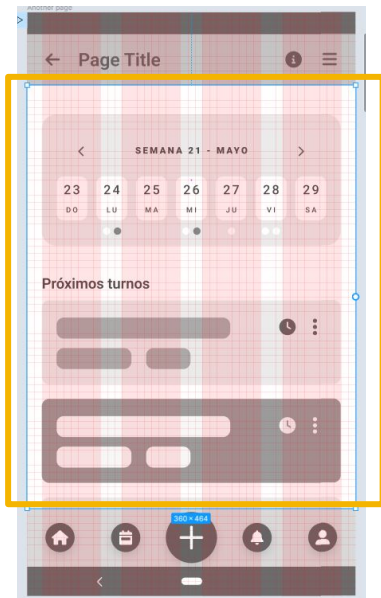 Another page
Page Title
SEMANA 21 - MAYO
23 24 25 26 27 28 29
DO LU MA MI JU VI SA
Próximos turnos
360 × 464